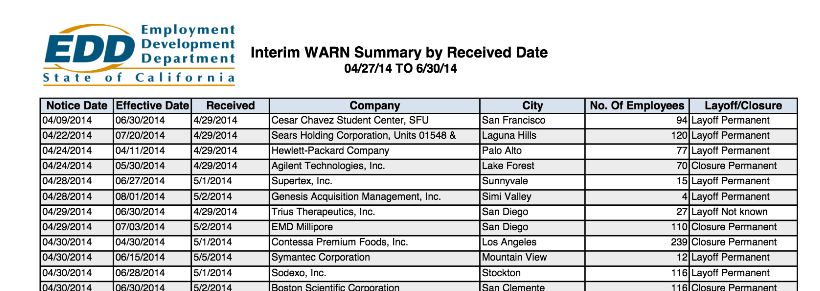 EDD Employment
Development
Department
State of California
Interim WARN Summary by Received Date
04/27/14 TO 6/30/14
Notice Date Effective Date Received Company City No. Of Employees Layoff/Closure
04/09/2014 06/30/2014 4/29/2014 Cesar Chavez Student Center, SFU San Francisco 94 Layoff Permanent
04/22/2014 07/20/2014 4/29/2014 Sears Holding Corporation, Units 01548 & Laguna Hills 120 Layoff Permanent
04/24/2014 04/11/2014 4/29/2014 Hewlett-Packard Company Palo Alto 77 Layoff Permanent
04/24/2014 05/30/2014 4/29/2014 Agilent Technologies, Inc. Lake Forest 70 Closure Permanent
04/28/2014 06/27/2014 5/1/2014 Supertex, Inc. Sunnyvale 15 Layoff Permanent
04/28/2014 08/01/2014 5/2/2014 Genesis Acquisition Management, Inc. Simi Valley 4 Layoff Permanent
04/29/2014 06/30/2014 4/29/2014 Trius Therapeutics, Inc. San Diego 27 Layoff Not known
04/29/2014 07/03/2014 5/2/2014 EMD Millipore San Diego 110 Closure Permanent
04/30/2014 04/30/2014 5/1/2014 Contessa Premium Foods, Inc. Los Angeles 239 Closure Permanent
04/30/2014 06/15/2014 5/5/2014 Symantec Corporation Mountain View 12 Layoff Permanent
04/30/2014 06/28/2014 5/1/2014 Sodexo, Inc. Stockton 116 Layoff Permanent
04/30/2014 06/30/2014 5/2/2014 Boston Scientific Corporation San Clemente 116 Closure Permanent